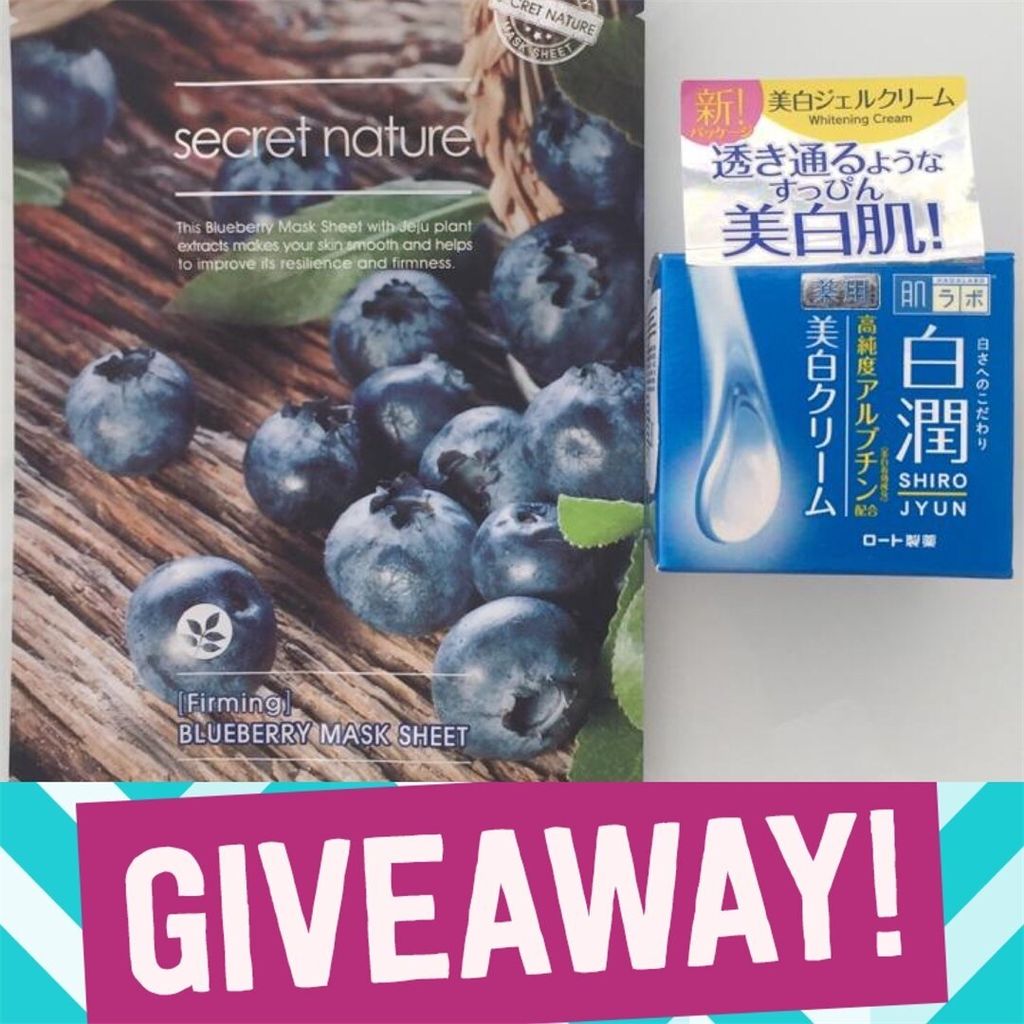 SECRET NATURE
MASK SHEET
secret nature
This Blueberry Mask Sheet with Jeju plant
extracts makes your skin smooth and helps
to improve its resilience and firmness.
[Firming]
BLUEBERRY MASK SHEET
新!
パッケージ
美白ジェルクリーム
Whitening Cream
透き通るような
すっぴん
美白肌!
薬用
肌ラボ
白さへのこだわり
白潤
SHIRO
JYUN
高純度アルブチン
配合
美白クリーム
ロート製薬
GIVEAWAY!